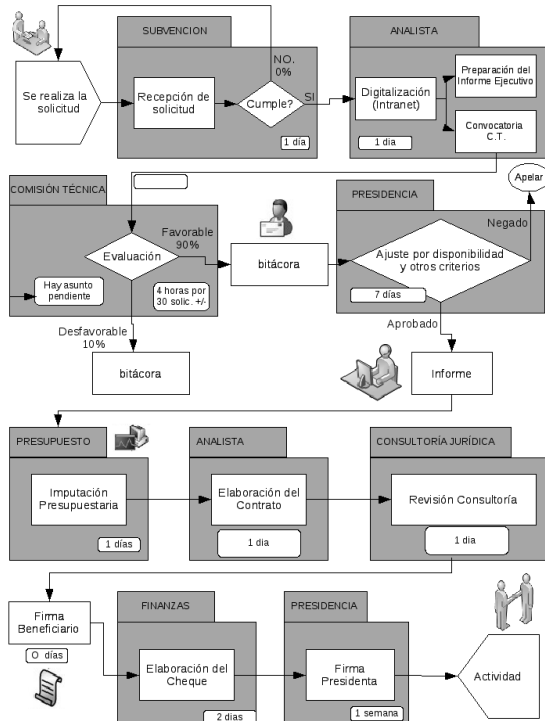 SUBVENCION
ANALISTA
NO.
0%
Se realiza la
solicitud
Recepción de
solicitud
Cumple?
SI
Digitalización
(Intranet)
Preparación del
Informe Ejecutivo
Convocatoria
C.T.
1 día
1 dia
COMISIÓN TÉCNICA
PRESIDENCIA
Apelar
Favorable
90%
Negado
Evaluación
bitácora
Ajuste por disponibilidad
y otros criterios
Hay asunto
pendiente
4 horas por
30 solic. +/-
7 días
Desfavorable
10%
Aprobado
bitácora
Informe
PRESUPUESTO
ANALISTA
CONSULTORÍA JURÍDICA
Imputación
Presupuestaria
Elaboración del
Contrato
Revisión Consultoría
1 días
1 dia
1 dia
FINANZAS
PRESIDENCIA
Firma
Beneficiario
O días
Elaboración del
Cheque
Firma
Presidenta
Actividad
2 dias
1 semana